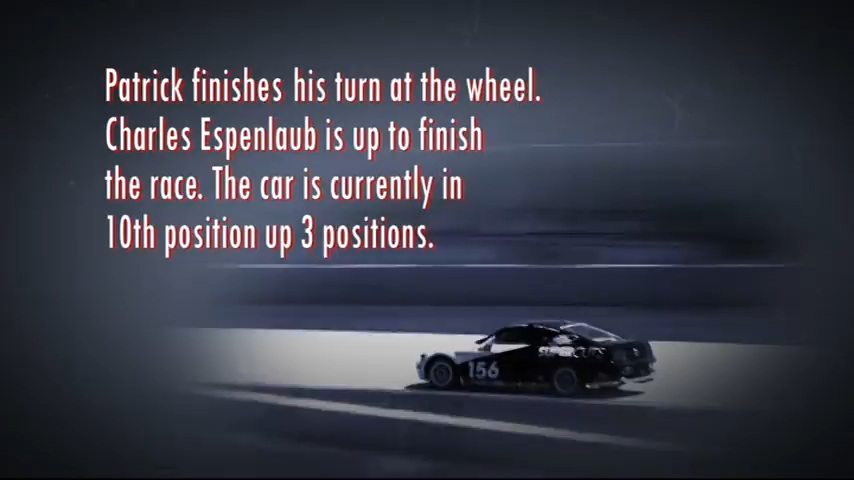 Patrick finishes his turn at the wheel.
Charles Espenlaub is up to finish
the race. The car is currently in
10th position up 3 positions.
SUPERCUTS
156